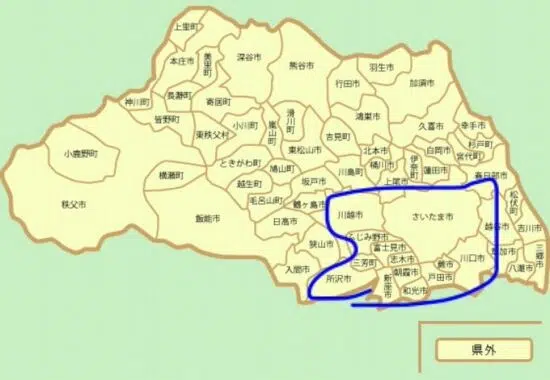 上里町
本庄市
美里町
深谷市
熊谷市
羽生市
行田市
加須市
神川町
長瀞町
寄居町
皆野町
東秩父村
小川町
嵐山町
滑川町
東松山市
吉見町
鴻巣市
北本市
久喜市
幸手市
杉戸町
宮代町
白岡市
伊奈町
蓮田市
桶川市
川島町
上尾市
春日部市
小鹿野町
秩父市
横瀬町
ときがわ町
鳩山町
越生町
毛呂山町
坂戸市
鶴ヶ島市
飯能市
日高市
川越市
さいたま市
松伏町
越谷市
吉川市
草加市
三郷市
八潮市
狭山市
入間市
所沢市
ふじみ野市
富士見市
三芳町
志木市
新座市
朝霞市
和光市
戸田市
蕨市
川口市
県外